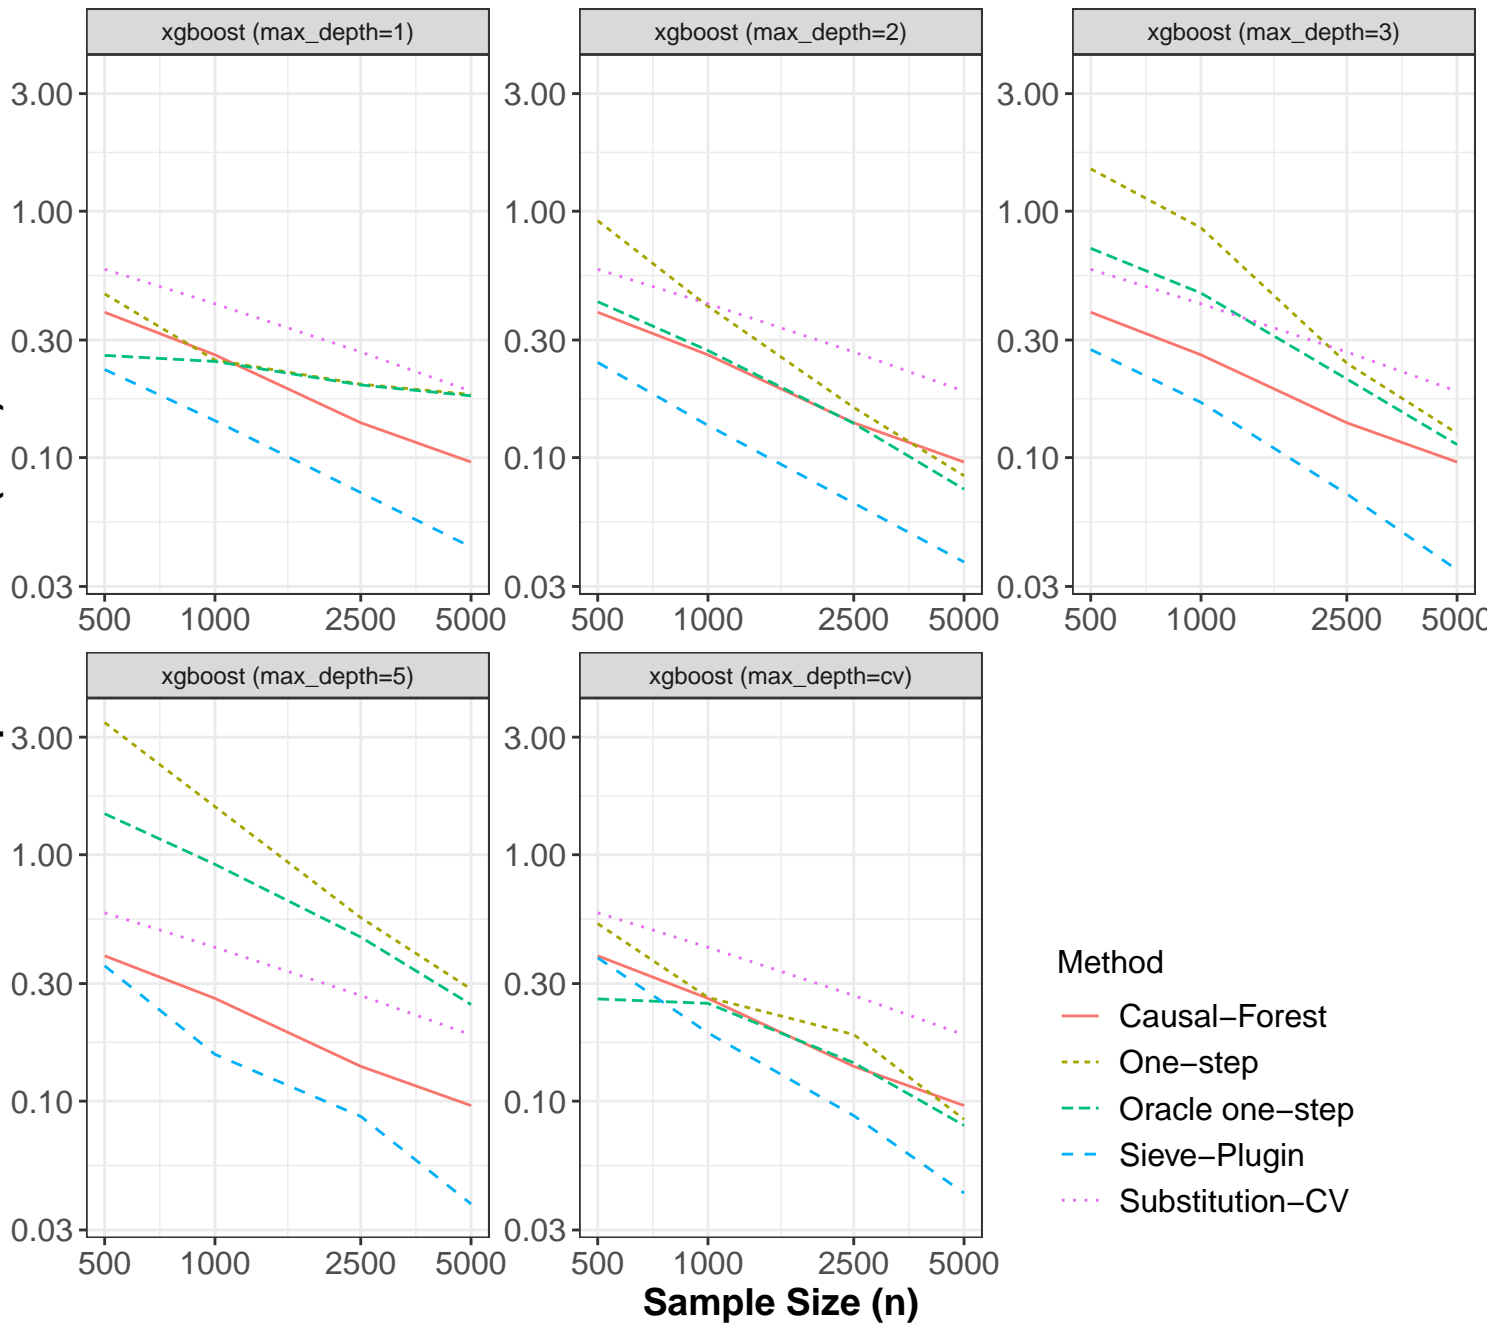 xgboost (max_depth=1) xgboost (max_depth=2) xgboost (max_depth=3)
3.00 3.00 3.00
1.00 1.00 1.00
0.30 0.30 0.30
0.10 0.10 0.10
0.03 0.03 0.03
500 1000 2500 5000 500 1000 2500 5000 500 1000 2500 5000
xgboost (max_depth=5) xgboost (max_depth=cv)
3.00 3.00
1.00 1.00
0.30 0.30
0.10 0.10
0.03 0.03
500 1000 2500 5000 500 1000 2500 5000
Sample Size (n)
Method
Causal−Forest
One−step
Oracle one−step
Sieve−Plugin
Substitution−CV